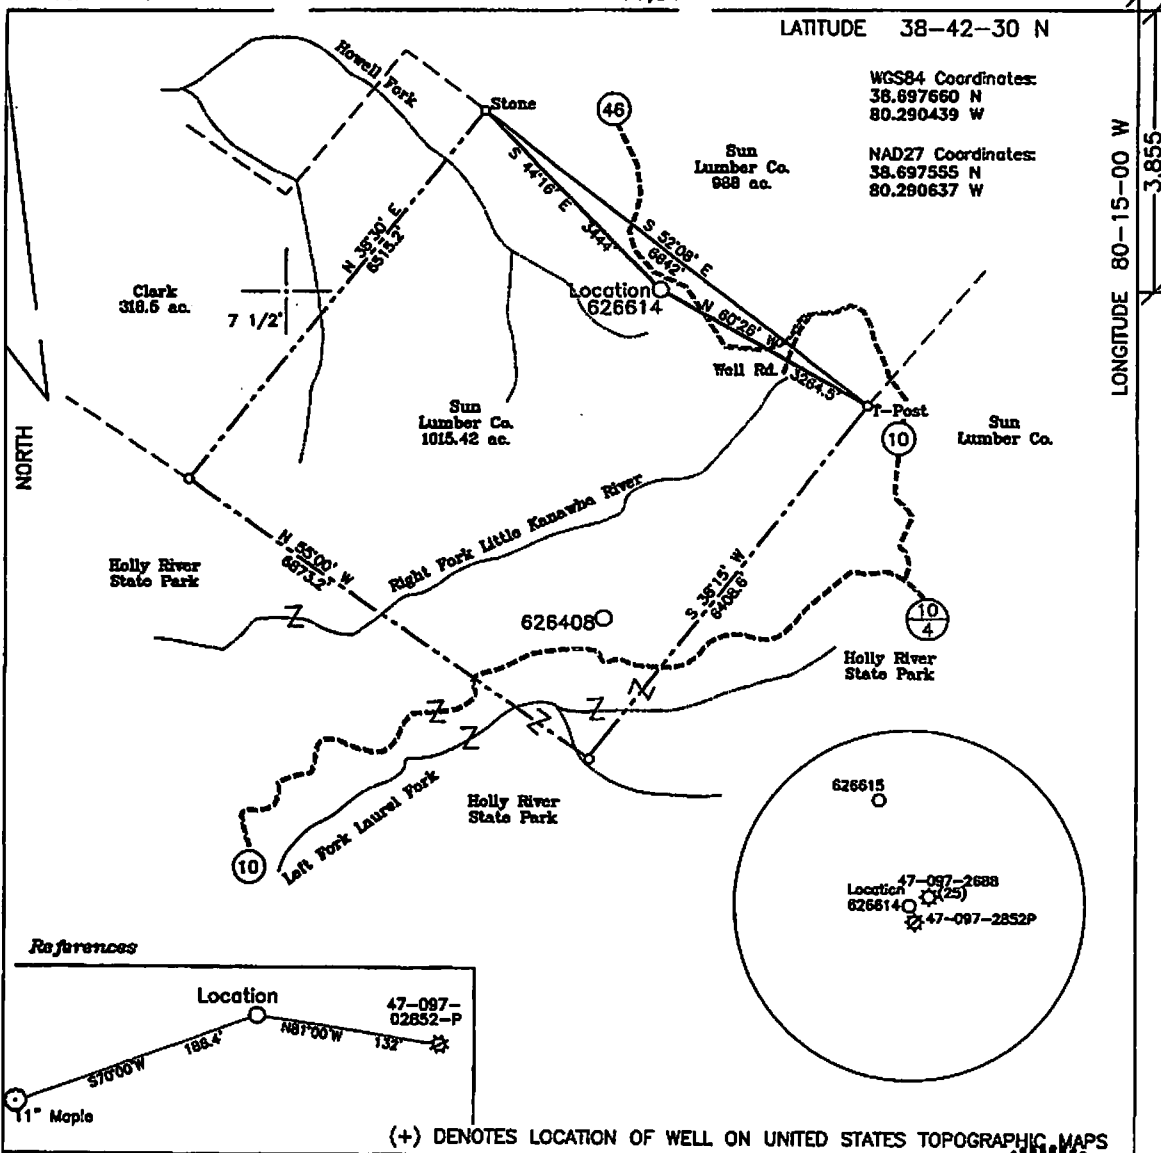 LATITUDE 38-42-30 N
WGS84 Coordinates:
38.697660 N
80.290439 W
NAD27 Coordinates:
38.697555 N
80.290637 W
LONGITUDE 80-15-00 W
3.855
NORTH
Howell Fork
Stone
46
Sun
Lumber Co.
988 ac.
S 44°16' E
3444'
S 52°08' E
6842'
N 38°30' E
6515.2'
Clark
318.6 ac.
7 1/2'
Location
626614
N 60°26' W
3264.5'
Well Rd.
T-Post
10
Sun
Lumber Co.
Sun
Lumber Co.
1015.42 ac.
Right Fork Little Kanawha River
Holly River
State Park
N 55°00' W
6873.2'
S 38°15' W
6408.6'
626408
10
4
Holly River
State Park
Z
Z
Z
Z
Z
Z
Holly River
State Park
Left Fork Laurel Fork
10
626615
47-097-2688
(25)
Location
626614
47-097-2852P
References
Location
47-097-
02852-P
N81°00'W
132'
S70°00'W
188.4'
11" Maple
(+) DENOTES LOCATION OF WELL ON UNITED STATES TOPOGRAPHIC MAPS